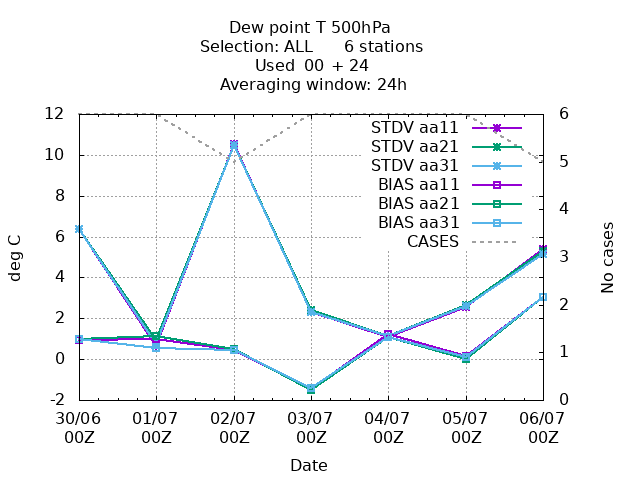 Dew point T 500hPa
Selection: ALL      6 stations
Used  00  + 24
Averaging window: 24h
12
10
8
6
4
2
0
-2
deg C
6
5
4
3
2
1
0
No cases
STDV aa11
STDV aa21
STDV aa31
BIAS aa11
BIAS aa21
BIAS aa31
CASES
30/06 01/07 02/07 03/07 04/07 05/07 06/07
00Z 00Z 00Z 00Z 00Z 00Z 00Z
Date